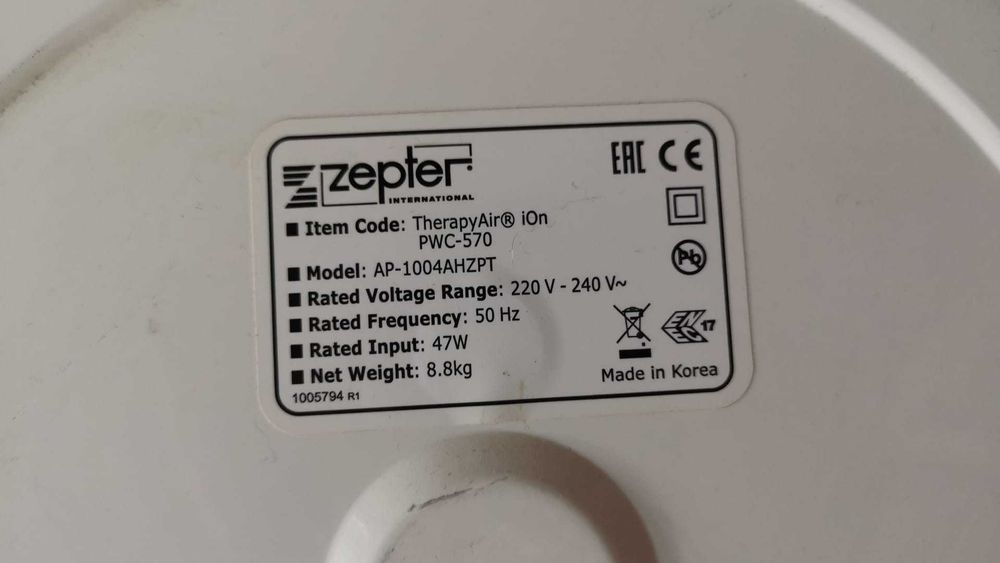 zepter
INTERNATIONAL
EAC CE
■ Item Code: TherapyAir® iOn
PWC-570
■ Model: AP-1004AHZPT
■ Rated Voltage Range: 220 V - 240 V~
■ Rated Frequency: 50 Hz
■ Rated Input: 47W
■ Net Weight: 8.8kg
1005794 R1
Pb
ENEC 17
Made in Korea